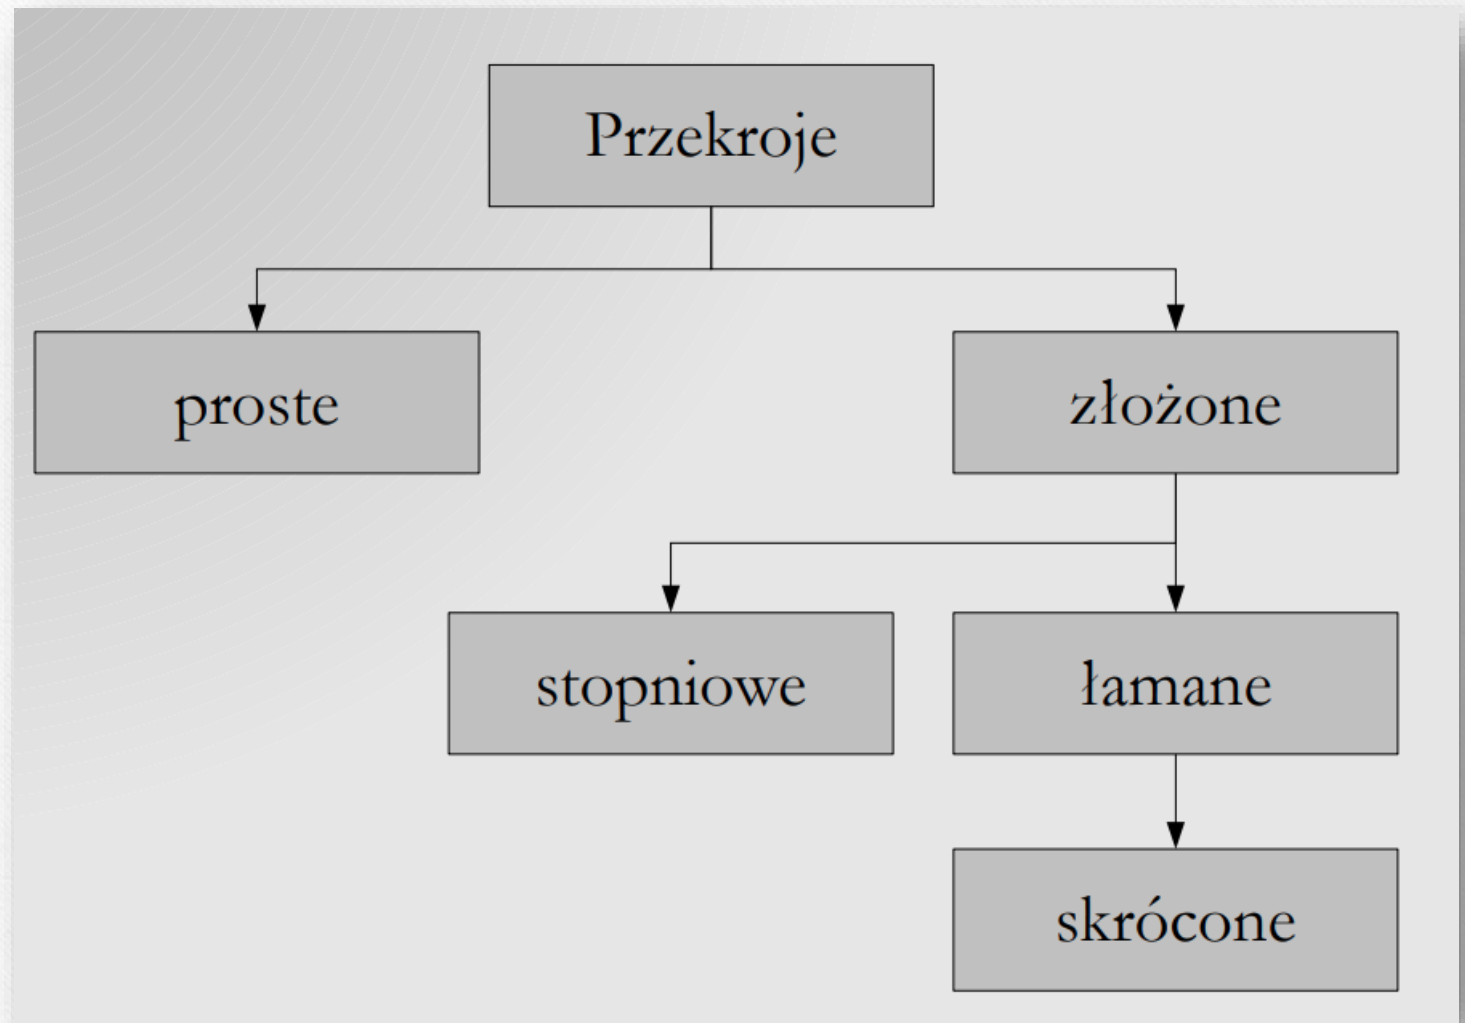 Przekroje
proste
złożone
stopniowe
łamane
skrócone